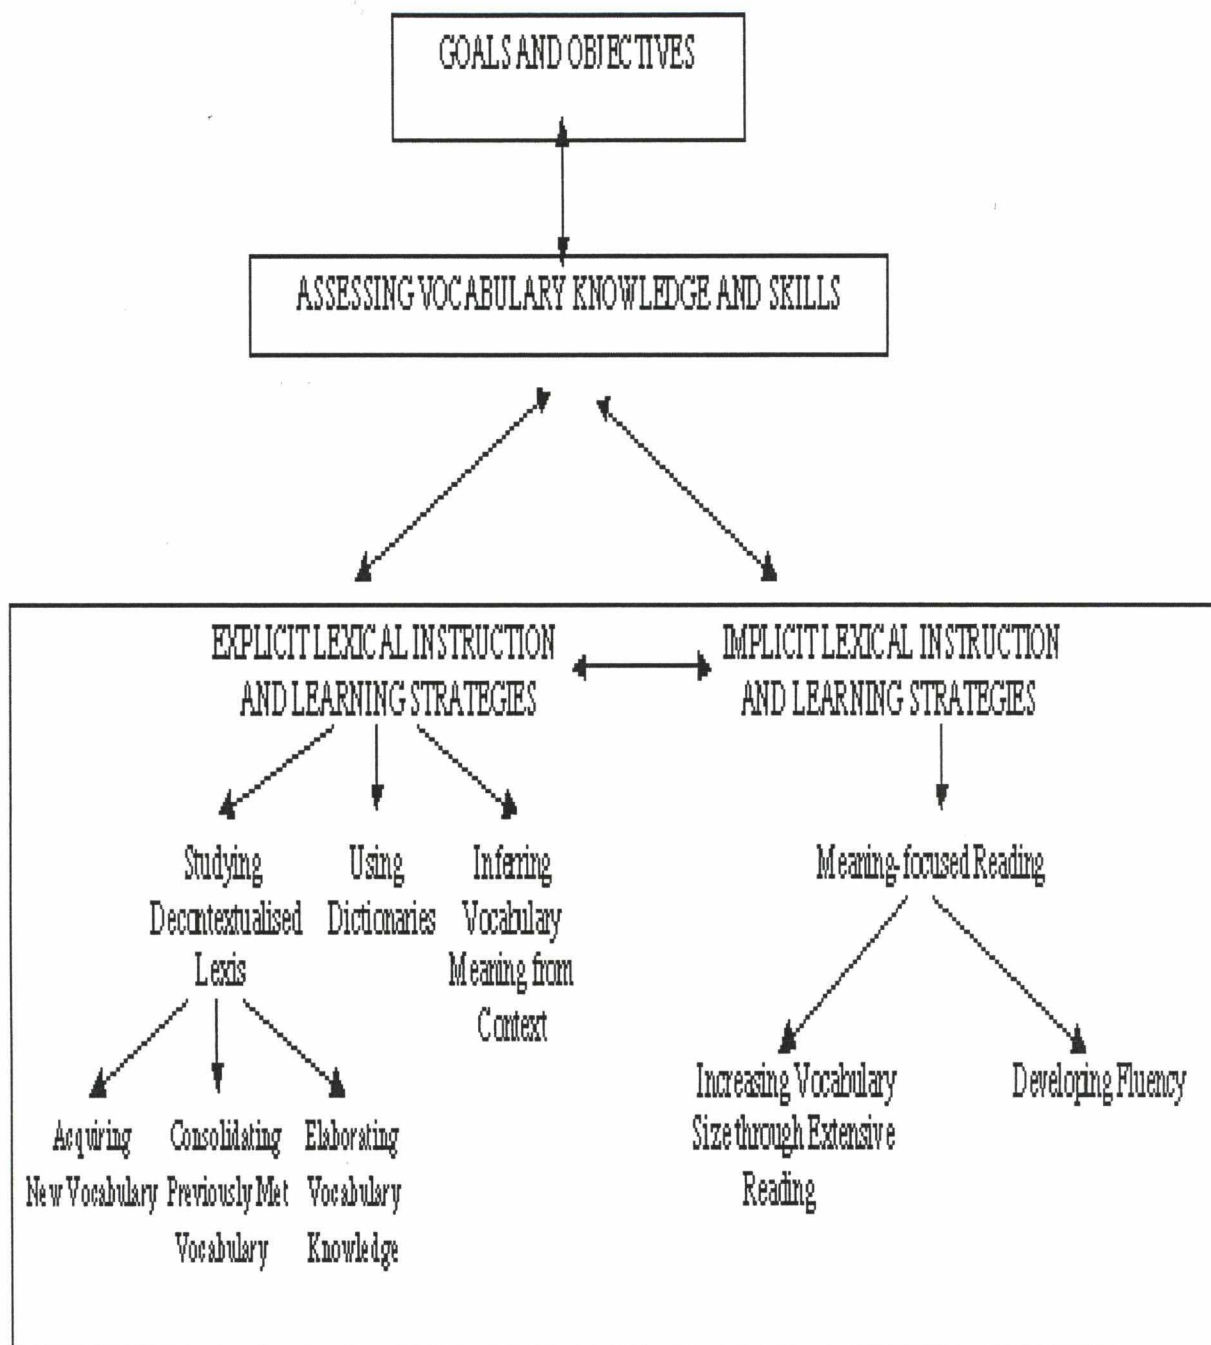 GOALS AND OBJECTIVES
ASSESSING VOCABULARY KNOWLEDGE AND SKILLS
EXPLICIT LEXICAL INSTRUCTION
AND LEARNING STRATEGIES
IMPLICIT LEXICAL INSTRUCTION
AND LEARNING STRATEGIES
Studying
Decontextualised
Lexis
Using
Dictionaries
Inferring
Vocabulary
Meaning from
Context
Meaning-focused Reading
Acquiring
New Vocabulary
Consolidating
Previously Met
Vocabulary
Elaborating
Vocabulary
Knowledge
Increasing Vocabulary
Size through Extensive
Reading
Developing Fluency